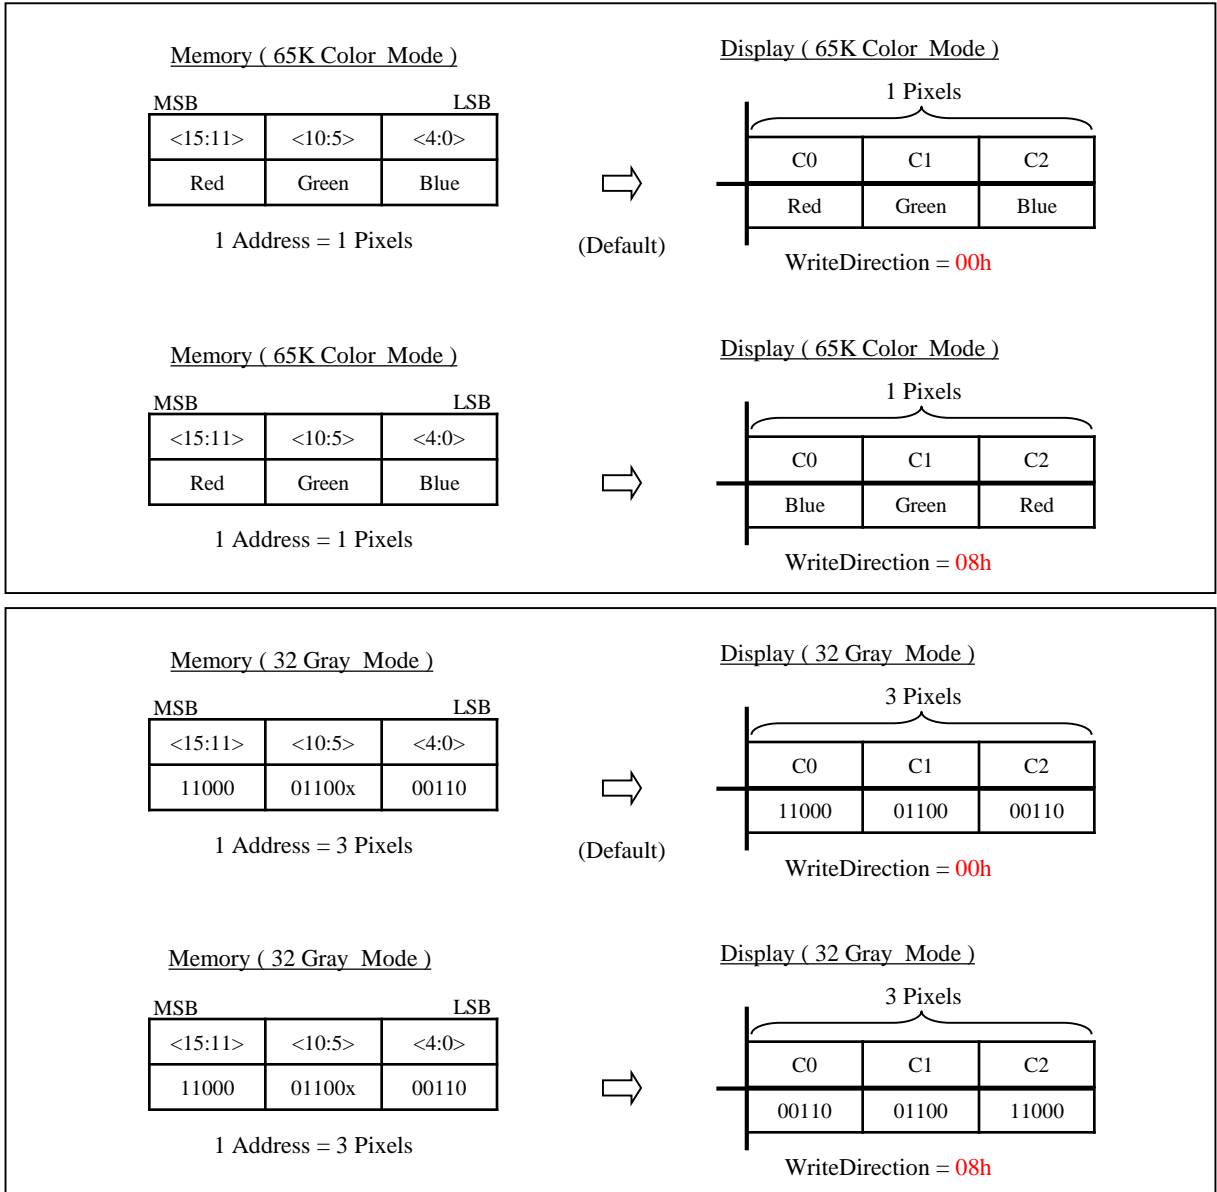 Memory ( 65K Color  Mode )
Display ( 65K Color  Mode )
1 Pixels
MSB LSB
<15:11> <10:5> <4:0>
C0 C1 C2
Red Green Blue
Red Green Blue
1 Address = 1 Pixels
(Default)
WriteDirection = 00h
Memory ( 65K Color  Mode )
Display ( 65K Color  Mode )
1 Pixels
MSB LSB
<15:11> <10:5> <4:0>
C0 C1 C2
Red Green Blue
Blue Green Red
1 Address = 1 Pixels
WriteDirection = 08h
Memory ( 32 Gray  Mode )
Display ( 32 Gray  Mode )
3 Pixels
MSB LSB
<15:11> <10:5> <4:0>
C0 C1 C2
11000 01100x 00110
11000 01100 00110
1 Address = 3 Pixels
(Default)
WriteDirection = 00h
Memory ( 32 Gray  Mode )
Display ( 32 Gray  Mode )
3 Pixels
MSB LSB
<15:11> <10:5> <4:0>
C0 C1 C2
11000 01100x 00110
00110 01100 11000
1 Address = 3 Pixels
WriteDirection = 08h